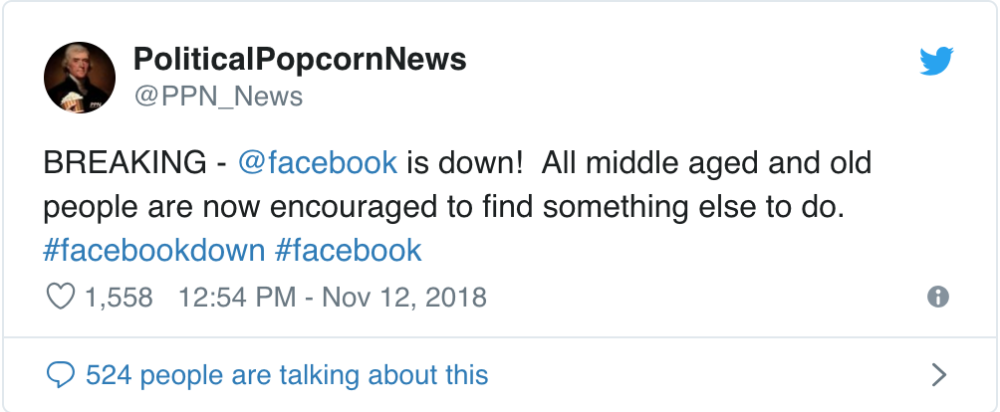 PoliticalPopcornNews
@PPN_News
BREAKING - @facebook is down!  All middle aged and old
people are now encouraged to find something else to do.
#facebookdown #facebook
1,558 12:54 PM - Nov 12, 2018
524 people are talking about this